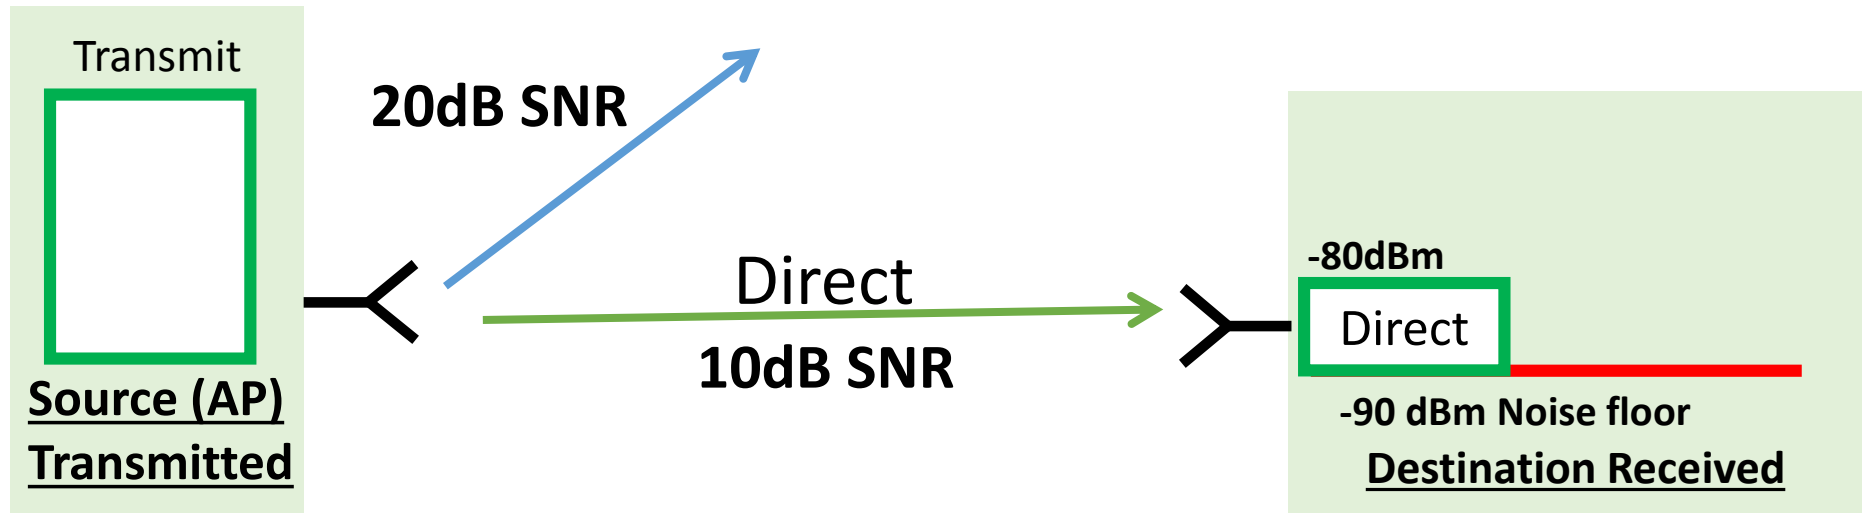 Transmit
20dB SNR
Direct
10dB SNR
Source (AP)
Transmitted
-80dBm
Direct
-90 dBm Noise floor
Destination Received